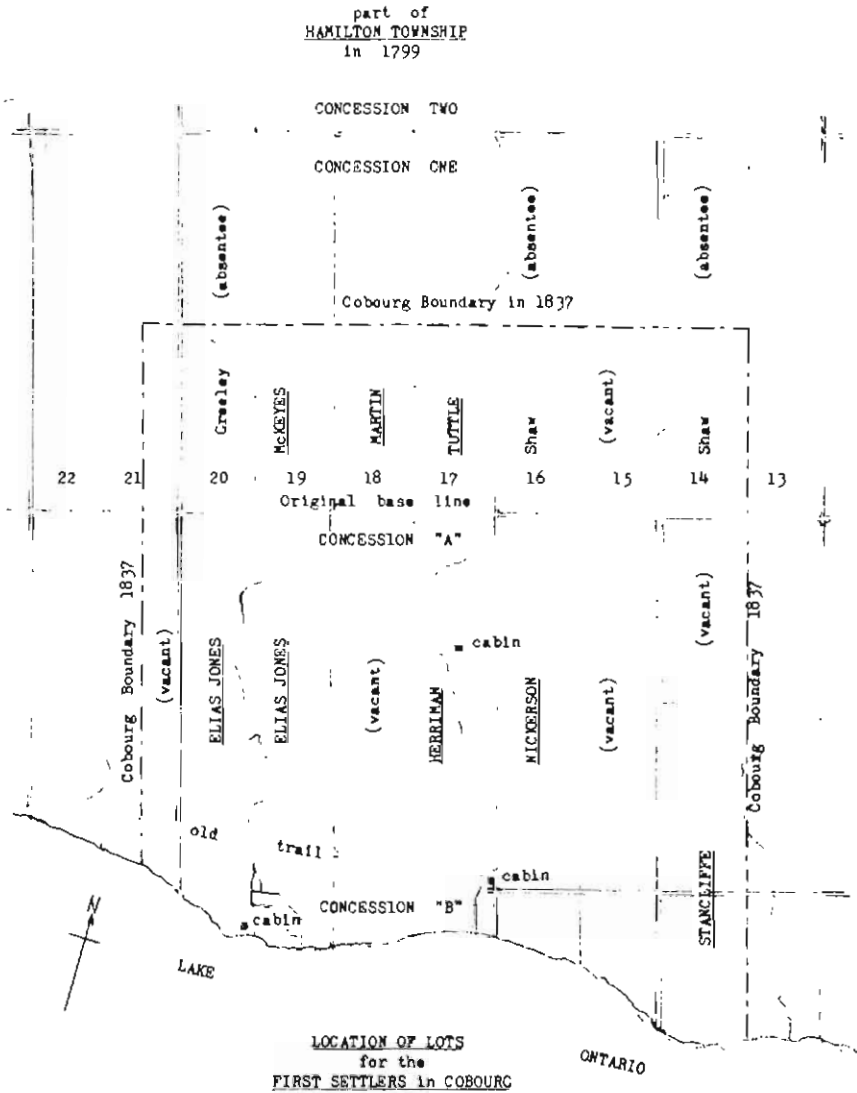 part of
HAMILTON TOWNSHIP
in 1799
CONCESSION TWO
CONCESSION ONE
(absentee)
(absentee)
(absentee)
Cobourg Boundary in 1837
Greeley
McKEYES
MARTIN
TUTTLE
Shaw
(vacant)
Shaw
22 21 20 19 18 17 16 15 14 13
Original base line
CONCESSION "A"
Cobourg Boundary 1837
(vacant)
ELIAS JONES
ELIAS JONES
(vacant)
HERRIMAN
cabin
NICKERSON
(vacant)
(vacant)
Cobourg Boundary 1837
old trail
cabin
CONCESSION "B"
cabin
STANCLIFFE
N
LAKE ONTARIO
LOCATION OF LOTS
for the
FIRST SETTLERS in COBOURG